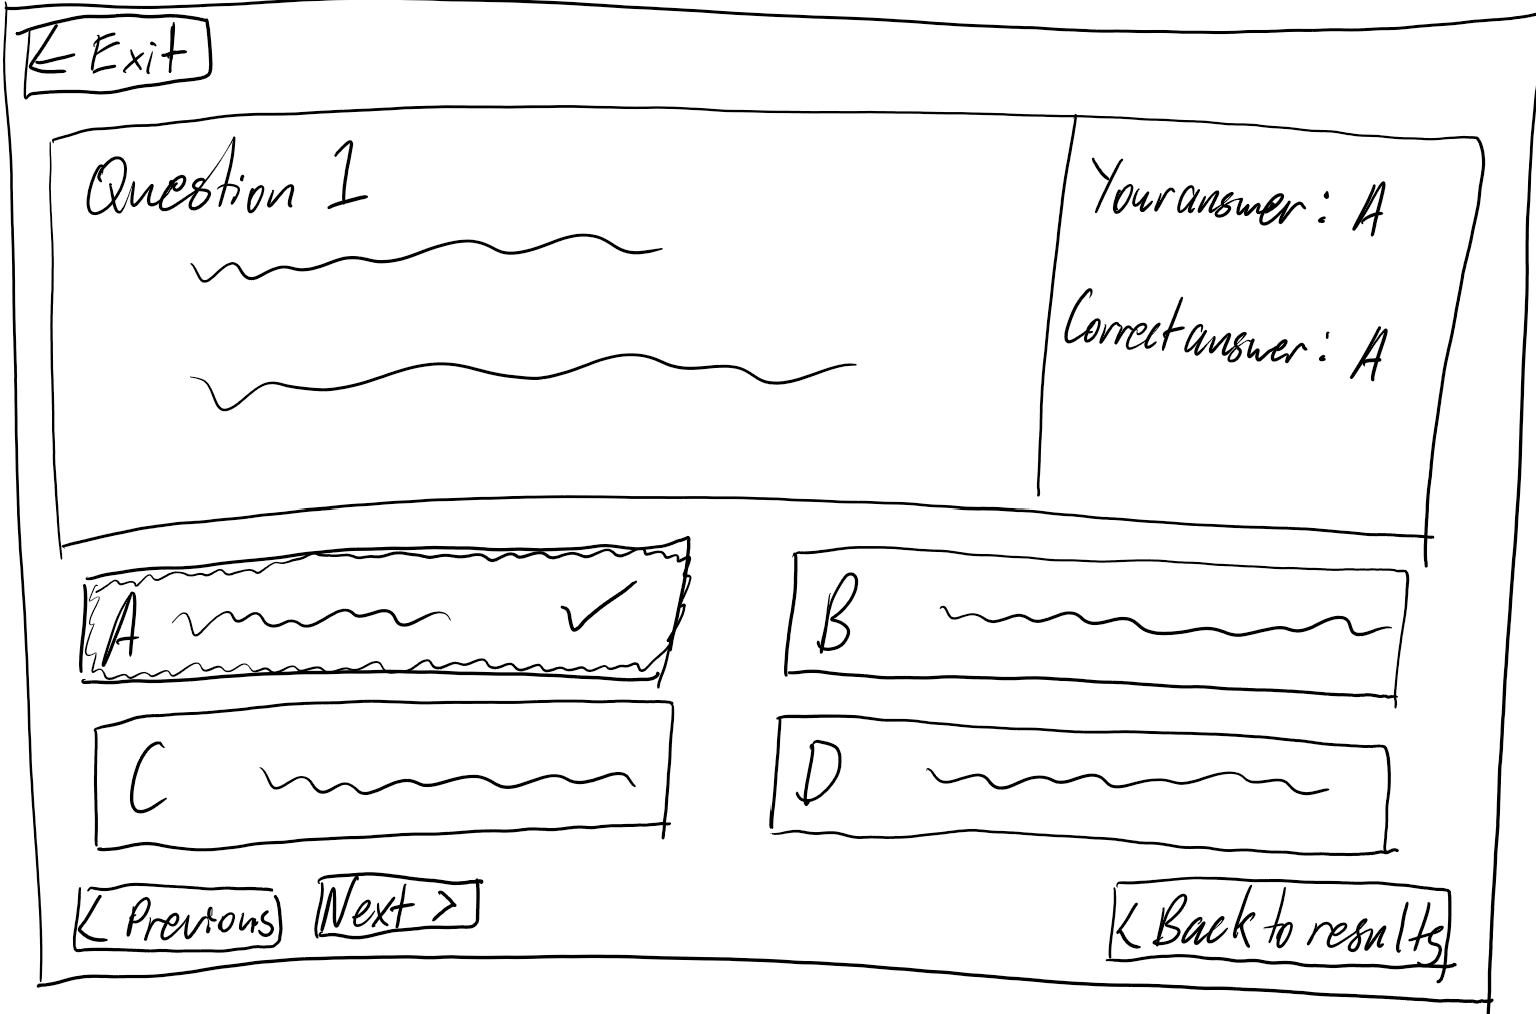 ← Exit
Question 1
Your answer: A
Correct answer: A
A
B
C
D
< Previous
Next >
< Back to results